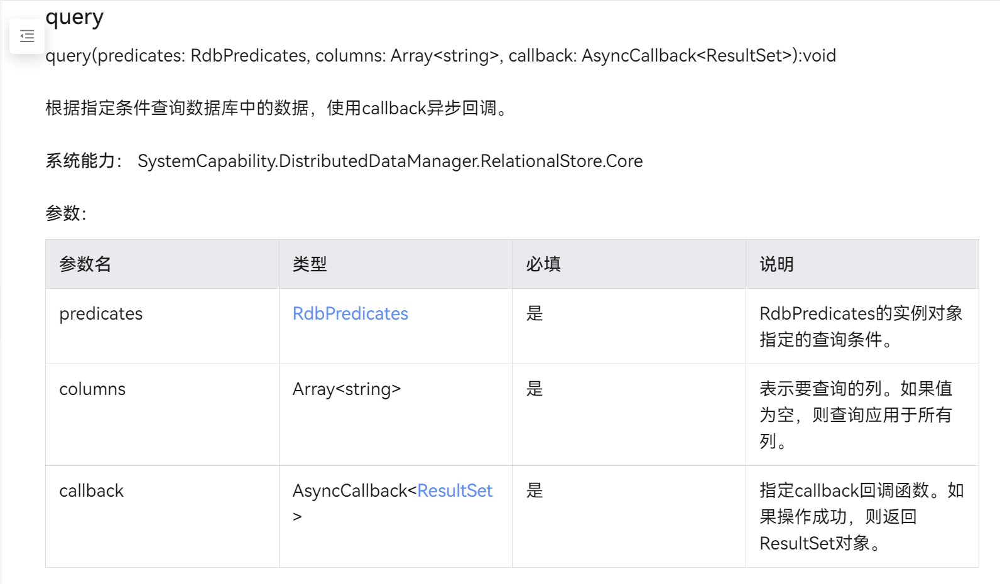 query
query(predicates: RdbPredicates, columns: Array<string>, callback: AsyncCallback<ResultSet>):void
根据指定条件查询数据库中的数据，使用callback异步回调。
系统能力： SystemCapability.DistributedDataManager.RelationalStore.Core
参数：
参数名 类型 必填 说明
predicates RdbPredicates 是 RdbPredicates的实例对象
指定的查询条件。
columns Array<string> 是 表示要查询的列。如果值
为空，则查询应用于所有
列。
callback AsyncCallback<ResultSet 是 指定callback回调函数。如
> 果操作成功，则返回
ResultSet对象。